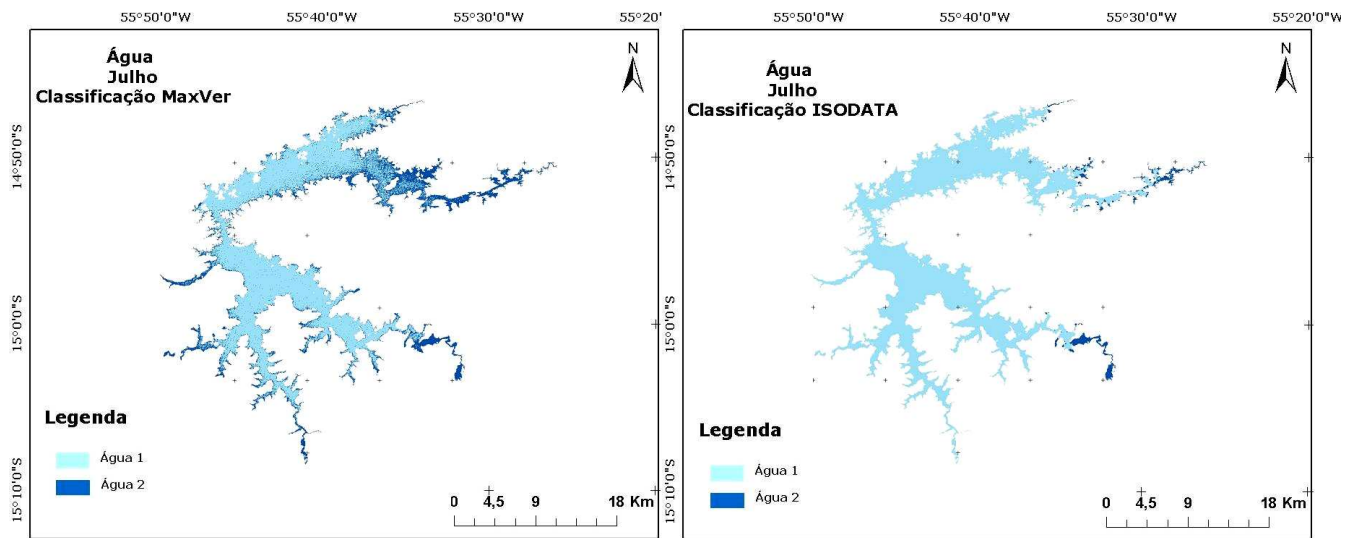 55°50'0"W 55°40'0"W 55°30'0"W 55°20'
Água
Julho
Classificação MaxVer
N
14°50'0"S
15°0'0"S
15°10'0"S
Legenda
Água 1
Água 2
0 4,5 9 18 Km
55°50'0"W 55°40'0"W 55°30'0"W 55°20'0"W
Água
Julho
Classificação ISODATA
N
14°50'0"S
15°0'0"S
15°10'0"S
Legenda
Água 1
Água 2
0 4,5 9 18 Km